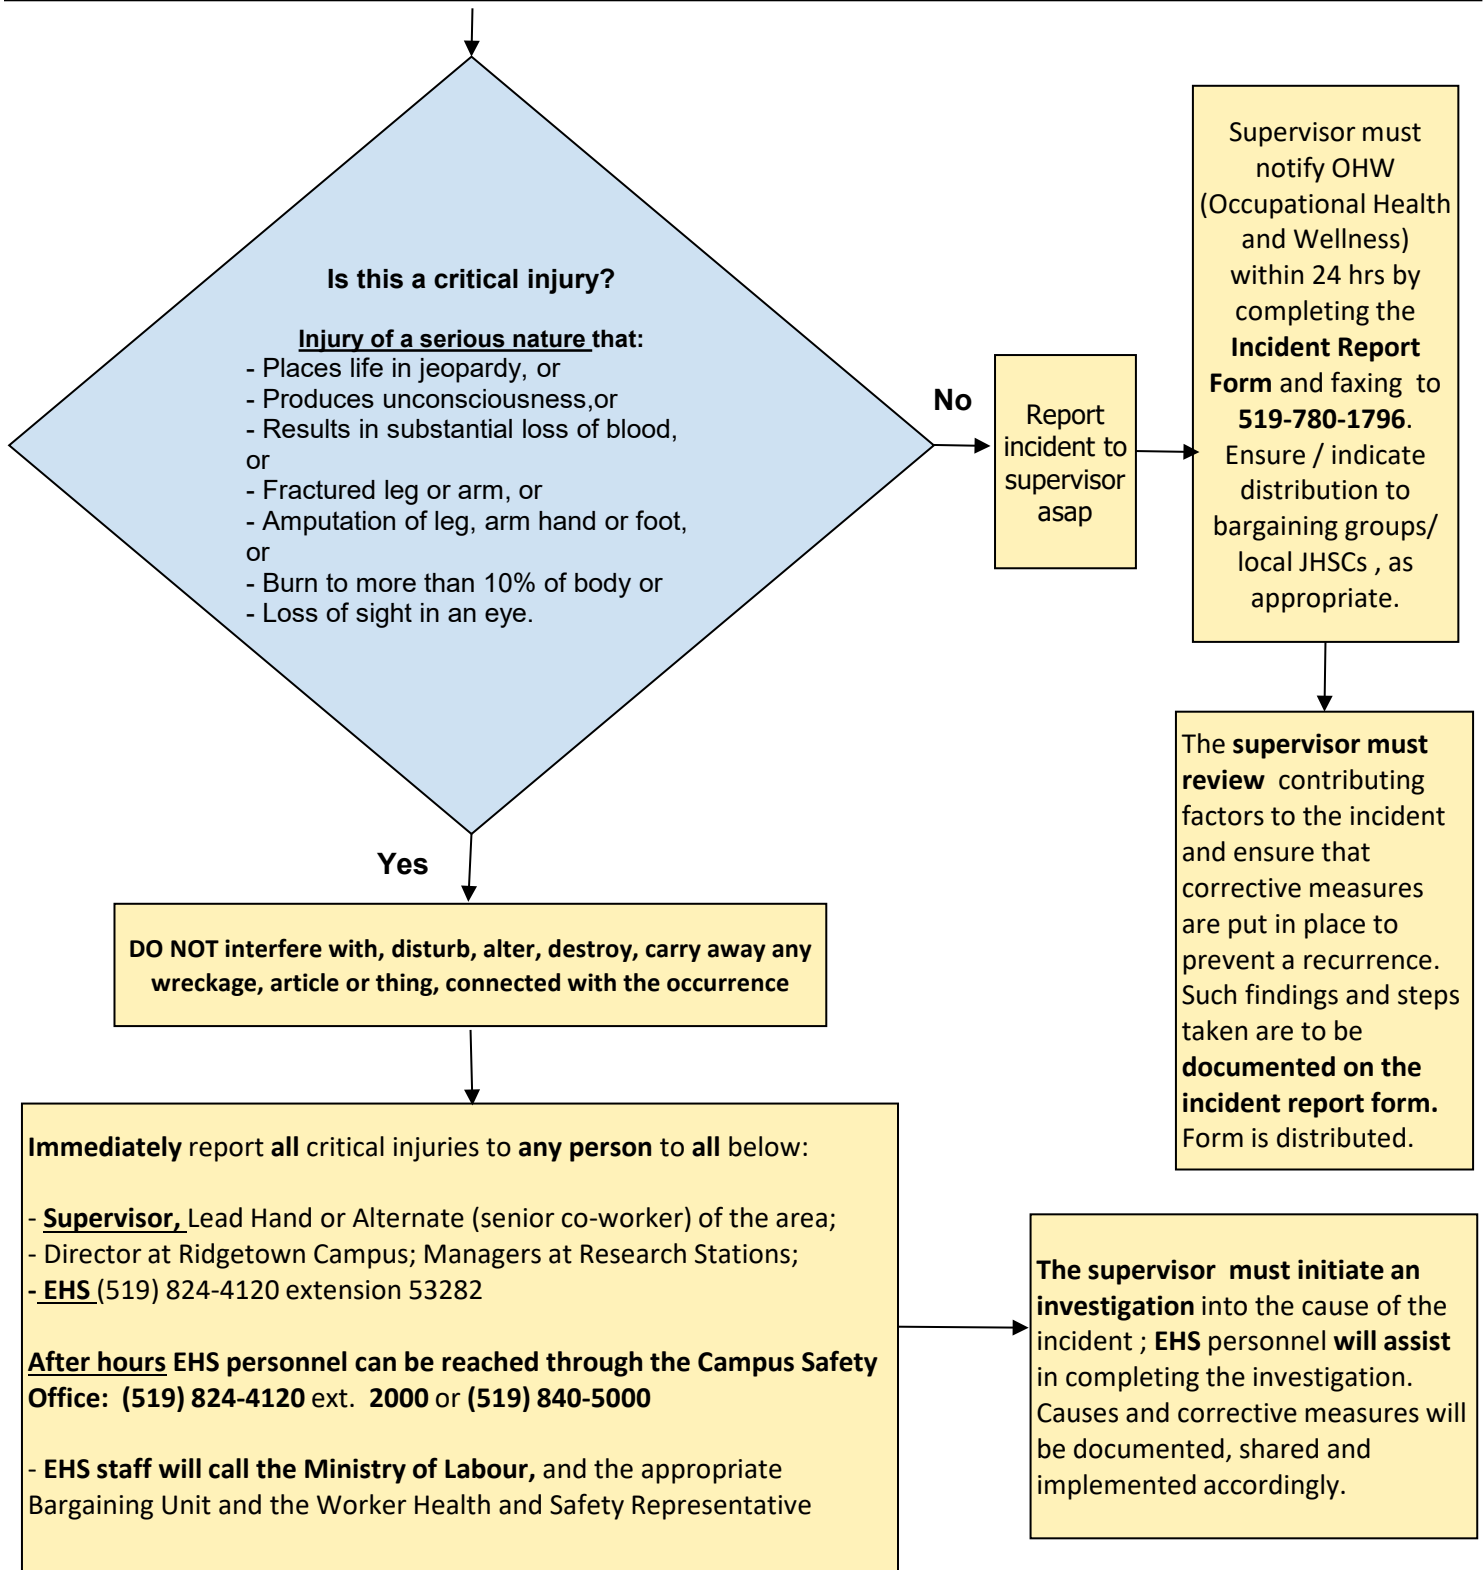 Is this a critical injury?
Injury of a serious nature that:
- Places life in jeopardy, or
- Produces unconsciousness,or
- Results in substantial loss of blood,
or
- Fractured leg or arm, or
- Amputation of leg, arm hand or foot,
or
- Burn to more than 10% of body or
- Loss of sight in an eye.
No
Report
incident to
supervisor
asap
Supervisor must
notify OHW
(Occupational Health
and Wellness)
within 24 hrs by
completing the
Incident Report
Form and faxing  to
519-780-1796.
Ensure / indicate
distribution to
bargaining groups/
local JHSCs , as
appropriate.
The supervisor must
review  contributing
factors to the incident
and ensure that
corrective measures
are put in place to
prevent a recurrence.
Such findings and steps
taken are to be
documented on the
incident report form.
Form is distributed.
Yes
DO NOT interfere with, disturb, alter, destroy, carry away any
wreckage, article or thing, connected with the occurrence
Immediately report all critical injuries to any person to all below:
- Supervisor, Lead Hand or Alternate (senior co-worker) of the area;
- Director at Ridgetown Campus; Managers at Research Stations;
- EHS (519) 824-4120 extension 53282
After hours EHS personnel can be reached through the Campus Safety
Office:  (519) 824-4120 ext.  2000 or (519) 840-5000
- EHS staff will call the Ministry of Labour, and the appropriate
Bargaining Unit and the Worker Health and Safety Representative
The supervisor  must initiate an
investigation into the cause of the
incident ; EHS personnel will assist
in completing the investigation.
Causes and corrective measures will
be documented, shared and
implemented accordingly.